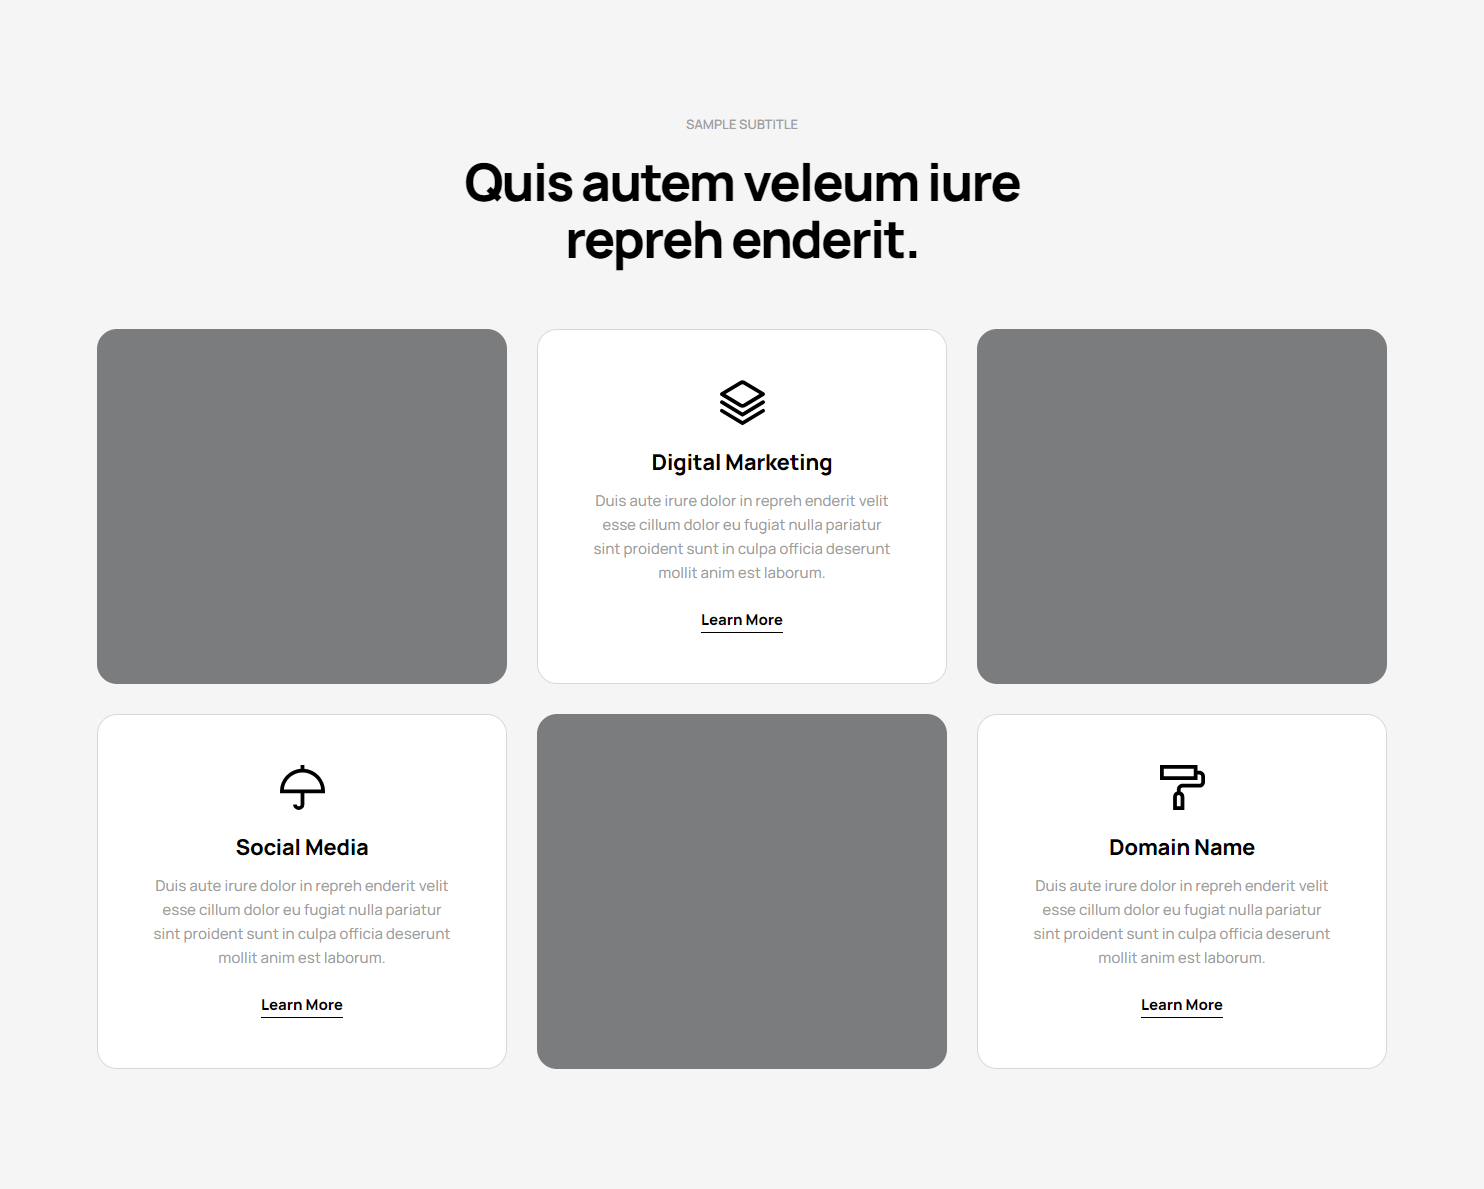 SAMPLE SUBTITLE
Quis autem veleum iure
repreh enderit.
Digital Marketing
Duis aute irure dolor in repreh enderit velit
esse cillum dolor eu fugiat nulla pariatur
sint proident sunt in culpa officia deserunt
mollit anim est laborum.
Learn More
Social Media
Duis aute irure dolor in repreh enderit velit
esse cillum dolor eu fugiat nulla pariatur
sint proident sunt in culpa officia deserunt
mollit anim est laborum.
Learn More
Domain Name
Duis aute irure dolor in repreh enderit velit
esse cillum dolor eu fugiat nulla pariatur
sint proident sunt in culpa officia deserunt
mollit anim est laborum.
Learn More